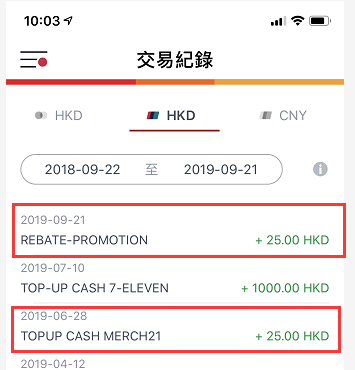 10:03
交易紀錄
HKD HKD CNY
2018-09-22 至 2019-09-21
2019-09-21
REBATE-PROMOTION + 25.00 HKD
2019-07-10
TOP-UP CASH 7-ELEVEN + 1000.00 HKD
2019-06-28
TOPUP CASH MERCH21 + 25.00 HKD
2019-04-12